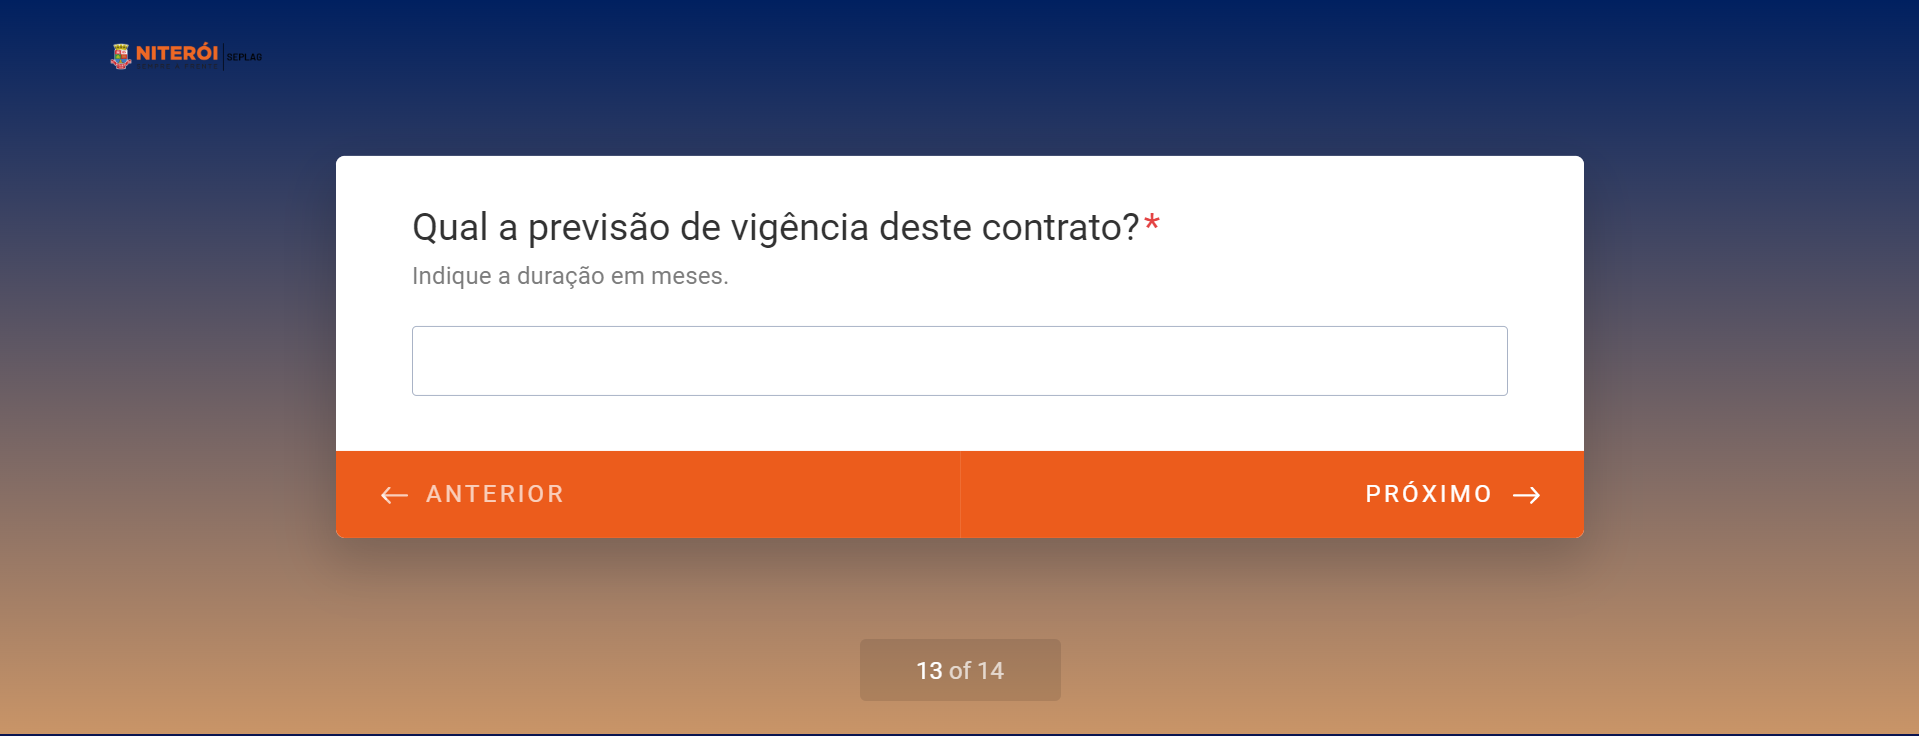 NITERÓI
SEPLAG
Qual a previsão de vigência deste contrato?*
Indique a duração em meses.
← ANTERIOR
PRÓXIMO →
13 of 14